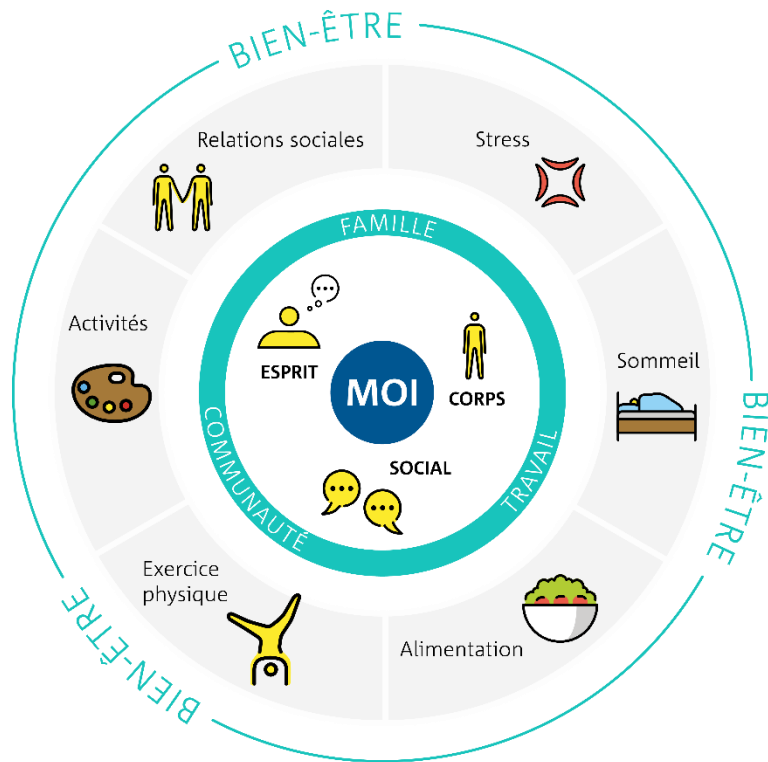 BIEN-ÊTRE
Relations sociales
Stress
FAMILLE
Activités
ESPRIT
MOI
CORPS
Sommeil
SOCIAL
COMMUNAUTÉ
TRAVAIL
BIEN-ÊTRE
Exercice
physique
Alimentation
BIEN-ÊTRE